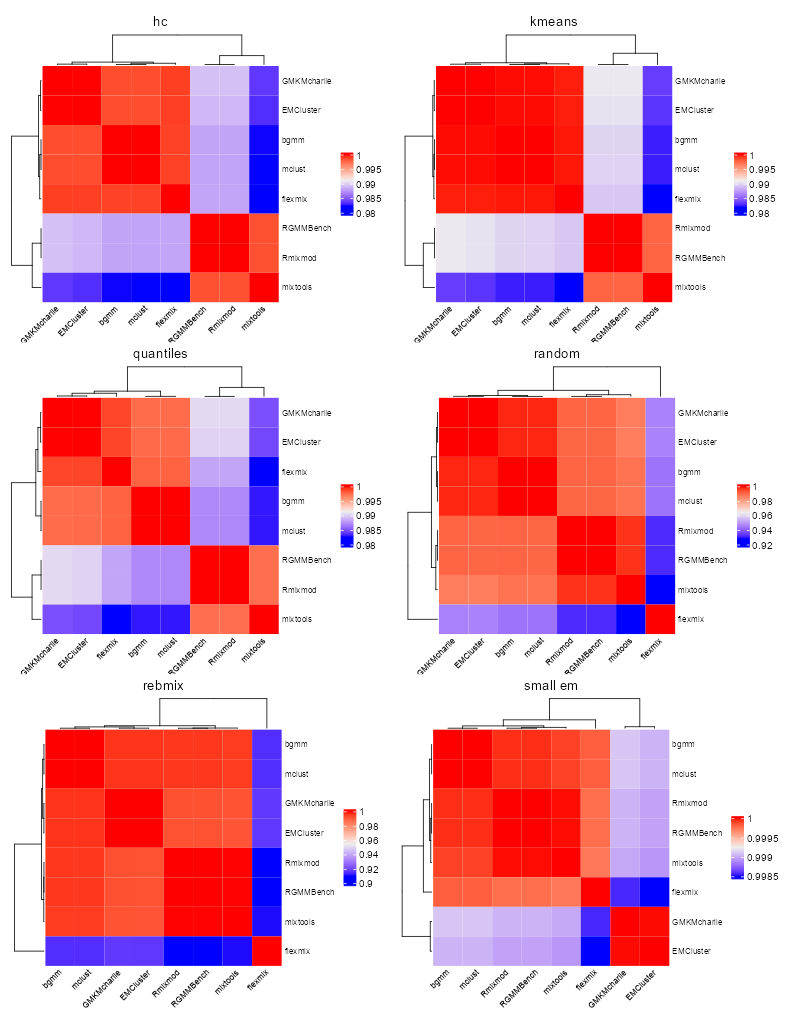 hc
GMKMcharlie
EMCluster
bgmm
mclust
flexmix
RGMMBench
Rmixmod
mixtools
1
0.995
0.99
0.985
0.98
GMKMcharlie
EMCluster
bgmm
mclust
flexmix
RGMMBench
Rmixmod
mixtools
kmeans
GMKMcharlie
EMCluster
bgmm
mclust
flexmix
Rmixmod
RGMMBench
mixtools
1
0.995
0.99
0.985
0.98
GMKMcharlie
EMCluster
bgmm
mclust
flexmix
Rmixmod
RGMMBench
mixtools
quantiles
GMKMcharlie
EMCluster
flexmix
bgmm
mclust
RGMMBench
Rmixmod
mixtools
1
0.995
0.99
0.985
0.98
GMKMcharlie
EMCluster
flexmix
bgmm
mclust
RGMMBench
Rmixmod
mixtools
random
GMKMcharlie
EMCluster
bgmm
mclust
Rmixmod
RGMMBench
mixtools
flexmix
1
0.98
0.96
0.94
0.92
GMKMcharlie
EMCluster
bgmm
mclust
Rmixmod
RGMMBench
mixtools
flexmix
rebmix
bgmm
mclust
GMKMcharlie
EMCluster
Rmixmod
RGMMBench
mixtools
flexmix
1
0.98
0.96
0.94
0.92
0.9
bgmm
mclust
GMKMcharlie
EMCluster
Rmixmod
RGMMBench
mixtools
flexmix
small em
bgmm
mclust
Rmixmod
RGMMBench
mixtools
flexmix
GMKMcharlie
EMCluster
1
0.9995
0.999
0.9985
bgmm
mclust
Rmixmod
RGMMBench
mixtools
flexmix
GMKMcharlie
EMCluster